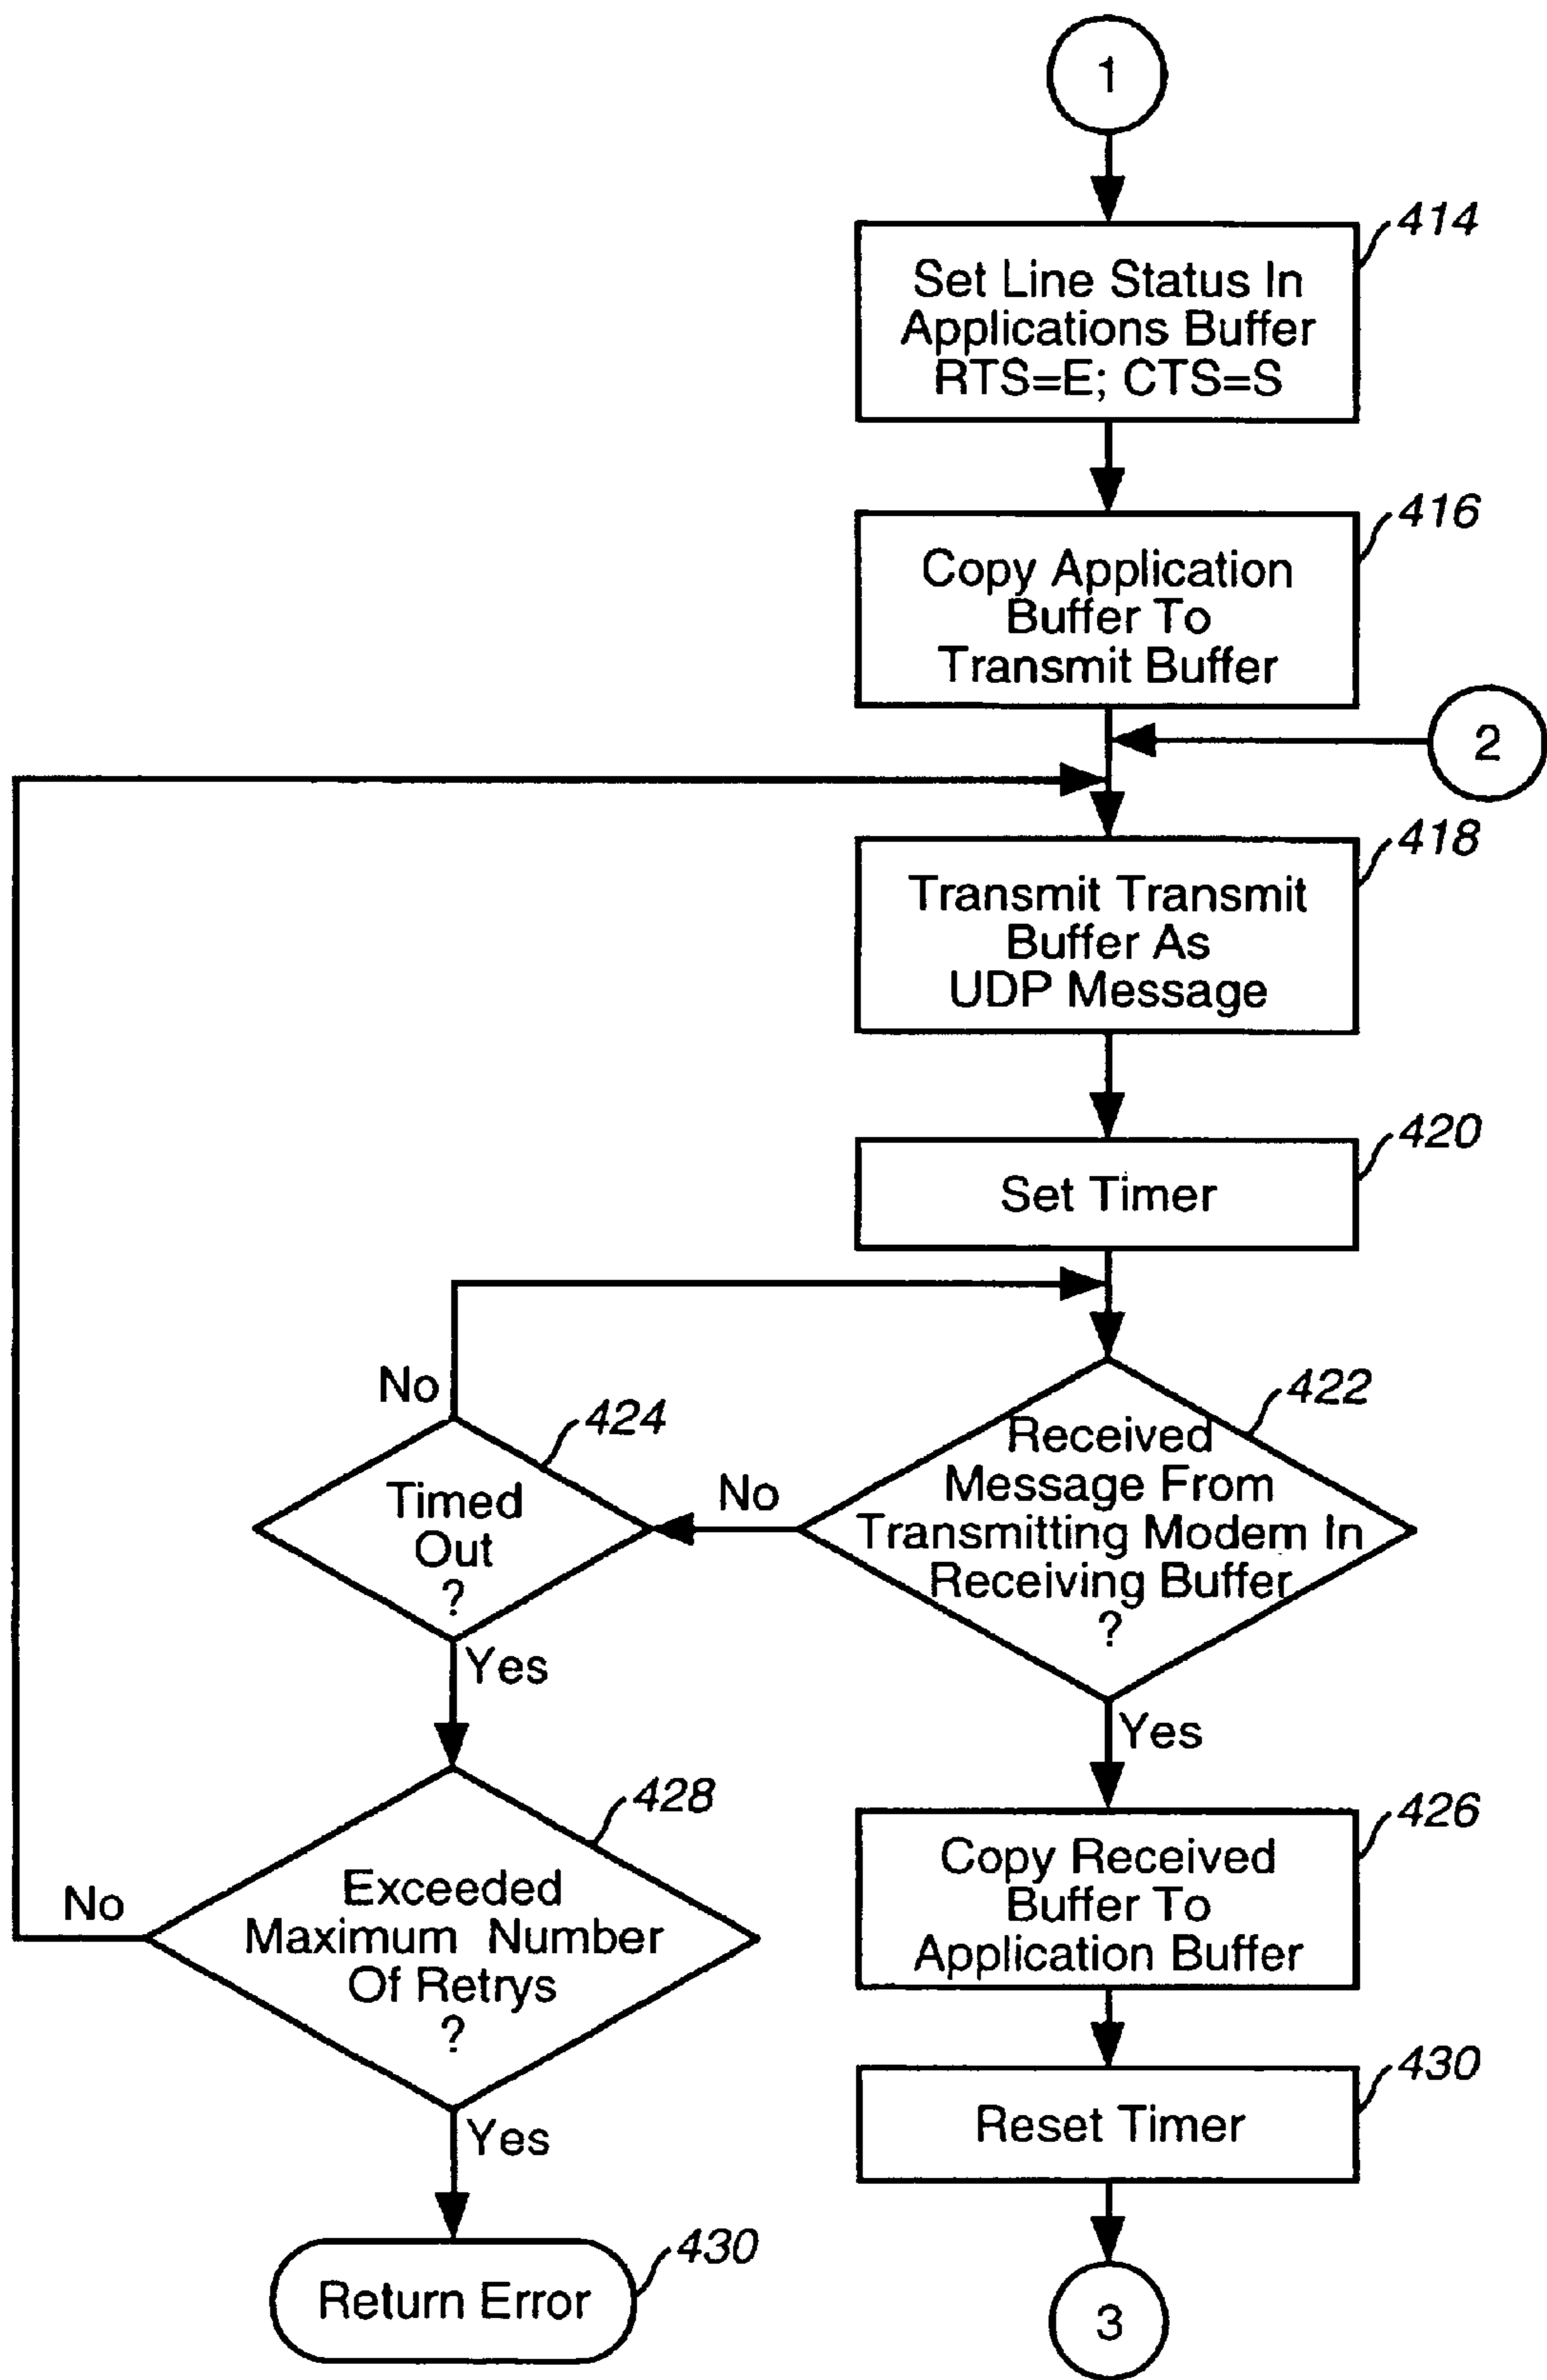 1
414
Set Line Status In
Applications Buffer
RTS=E; CTS=S
416
Copy Application
Buffer To
Transmit Buffer
2
418
Transmit Transmit
Buffer As
UDP Message
420
Set Timer
No
424
Timed
Out
?
No
422
Received
Message From
Transmitting Modem In
Receiving Buffer
?
Yes
Yes
428
Exceeded
Maximum Number
Of Retrys
?
No
426
Copy Received
Buffer To
Application Buffer
430
Reset Timer
Yes
430
Return Error
3